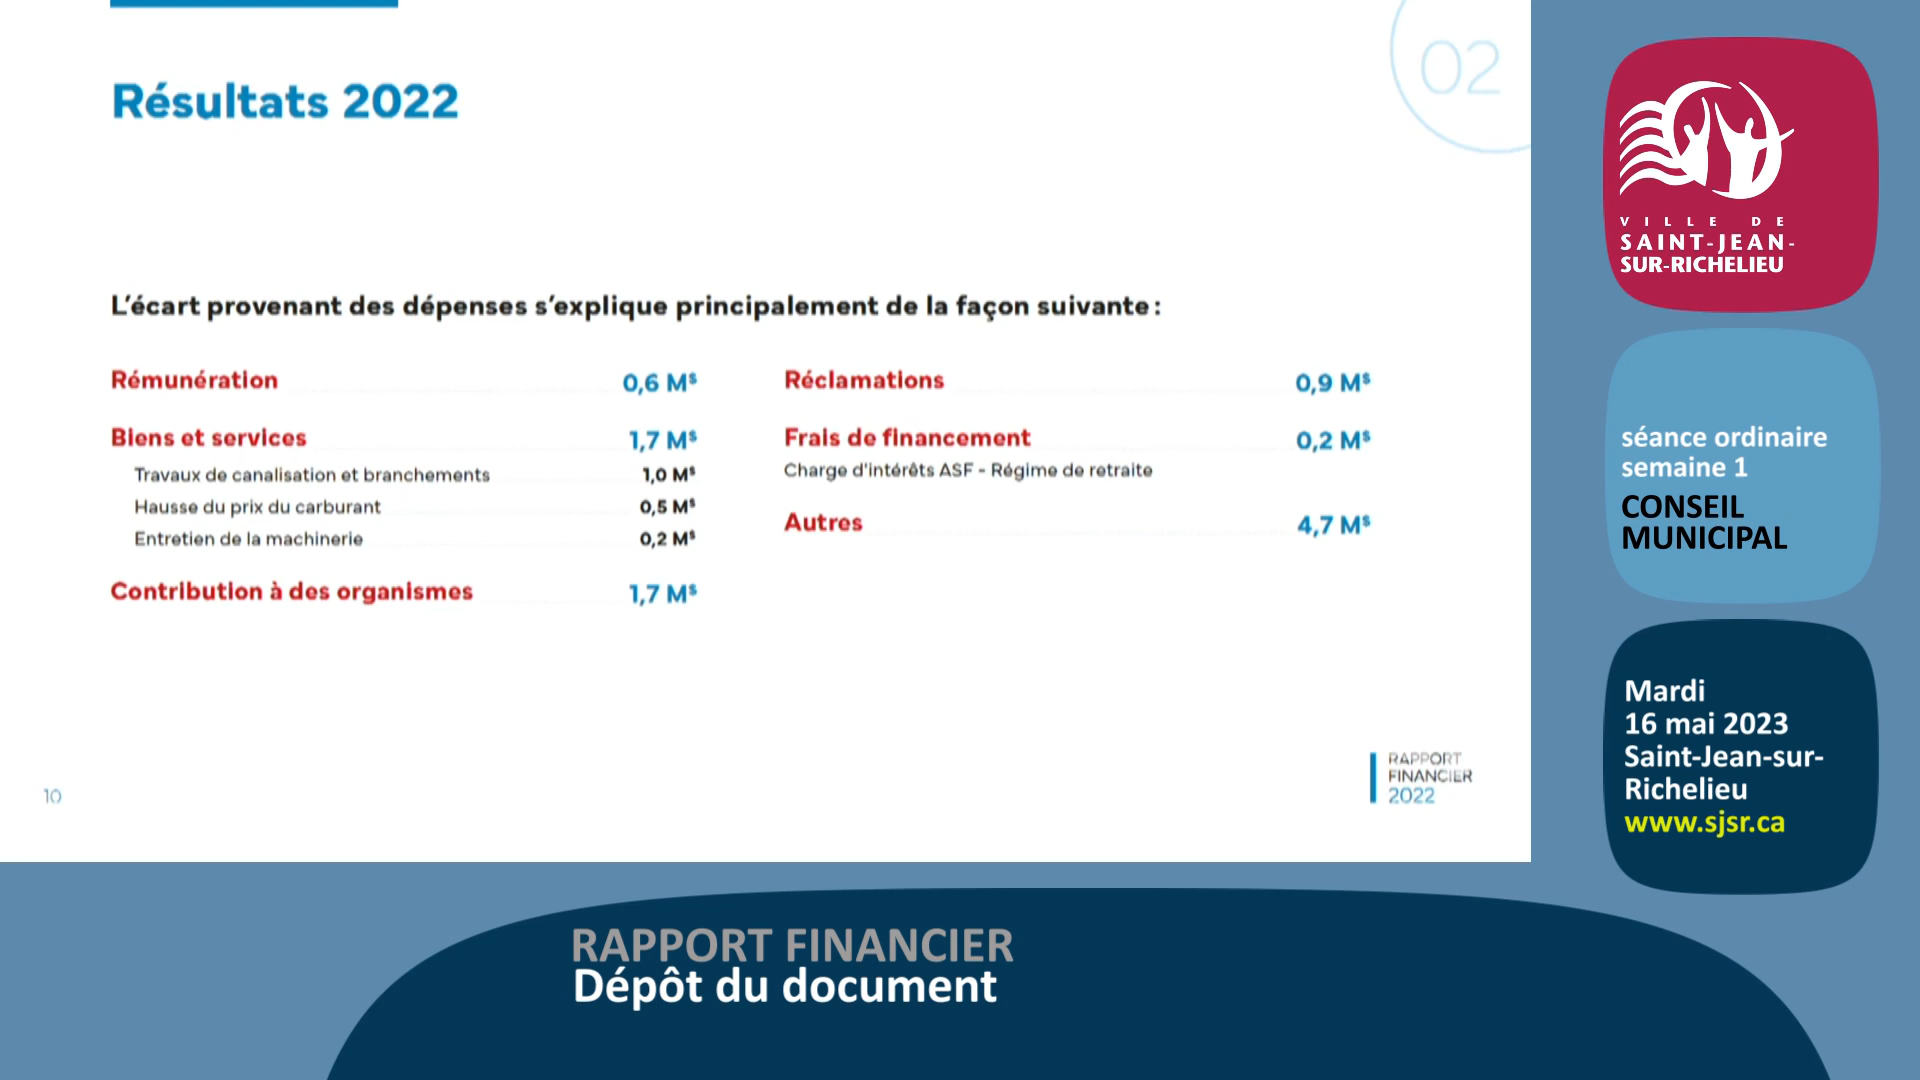 02
Résultats 2022
L'écart provenant des dépenses s'explique principalement de la façon suivante :
Rémunération 0,6 M$
Biens et services 1,7 M$
Travaux de canalisation et branchements 1,0 M$
Hausse du prix du carburant 0,5 M$
Entretien de la machinerie 0,2 M$
Contribution à des organismes 1,7 M$
Réclamations 0,9 M$
Frais de financement 0,2 M$
Charge d'intérêts ASF - Régime de retraite
Autres 4,7 M$
10
RAPPORT
FINANCIER
2022
VILLE DE
SAINT-JEAN-
SUR-RICHELIEU
séance ordinaire
semaine 1
CONSEIL
MUNICIPAL
Mardi
16 mai 2023
Saint-Jean-sur-
Richelieu
www.sjsr.ca
RAPPORT FINANCIER
Dépôt du document